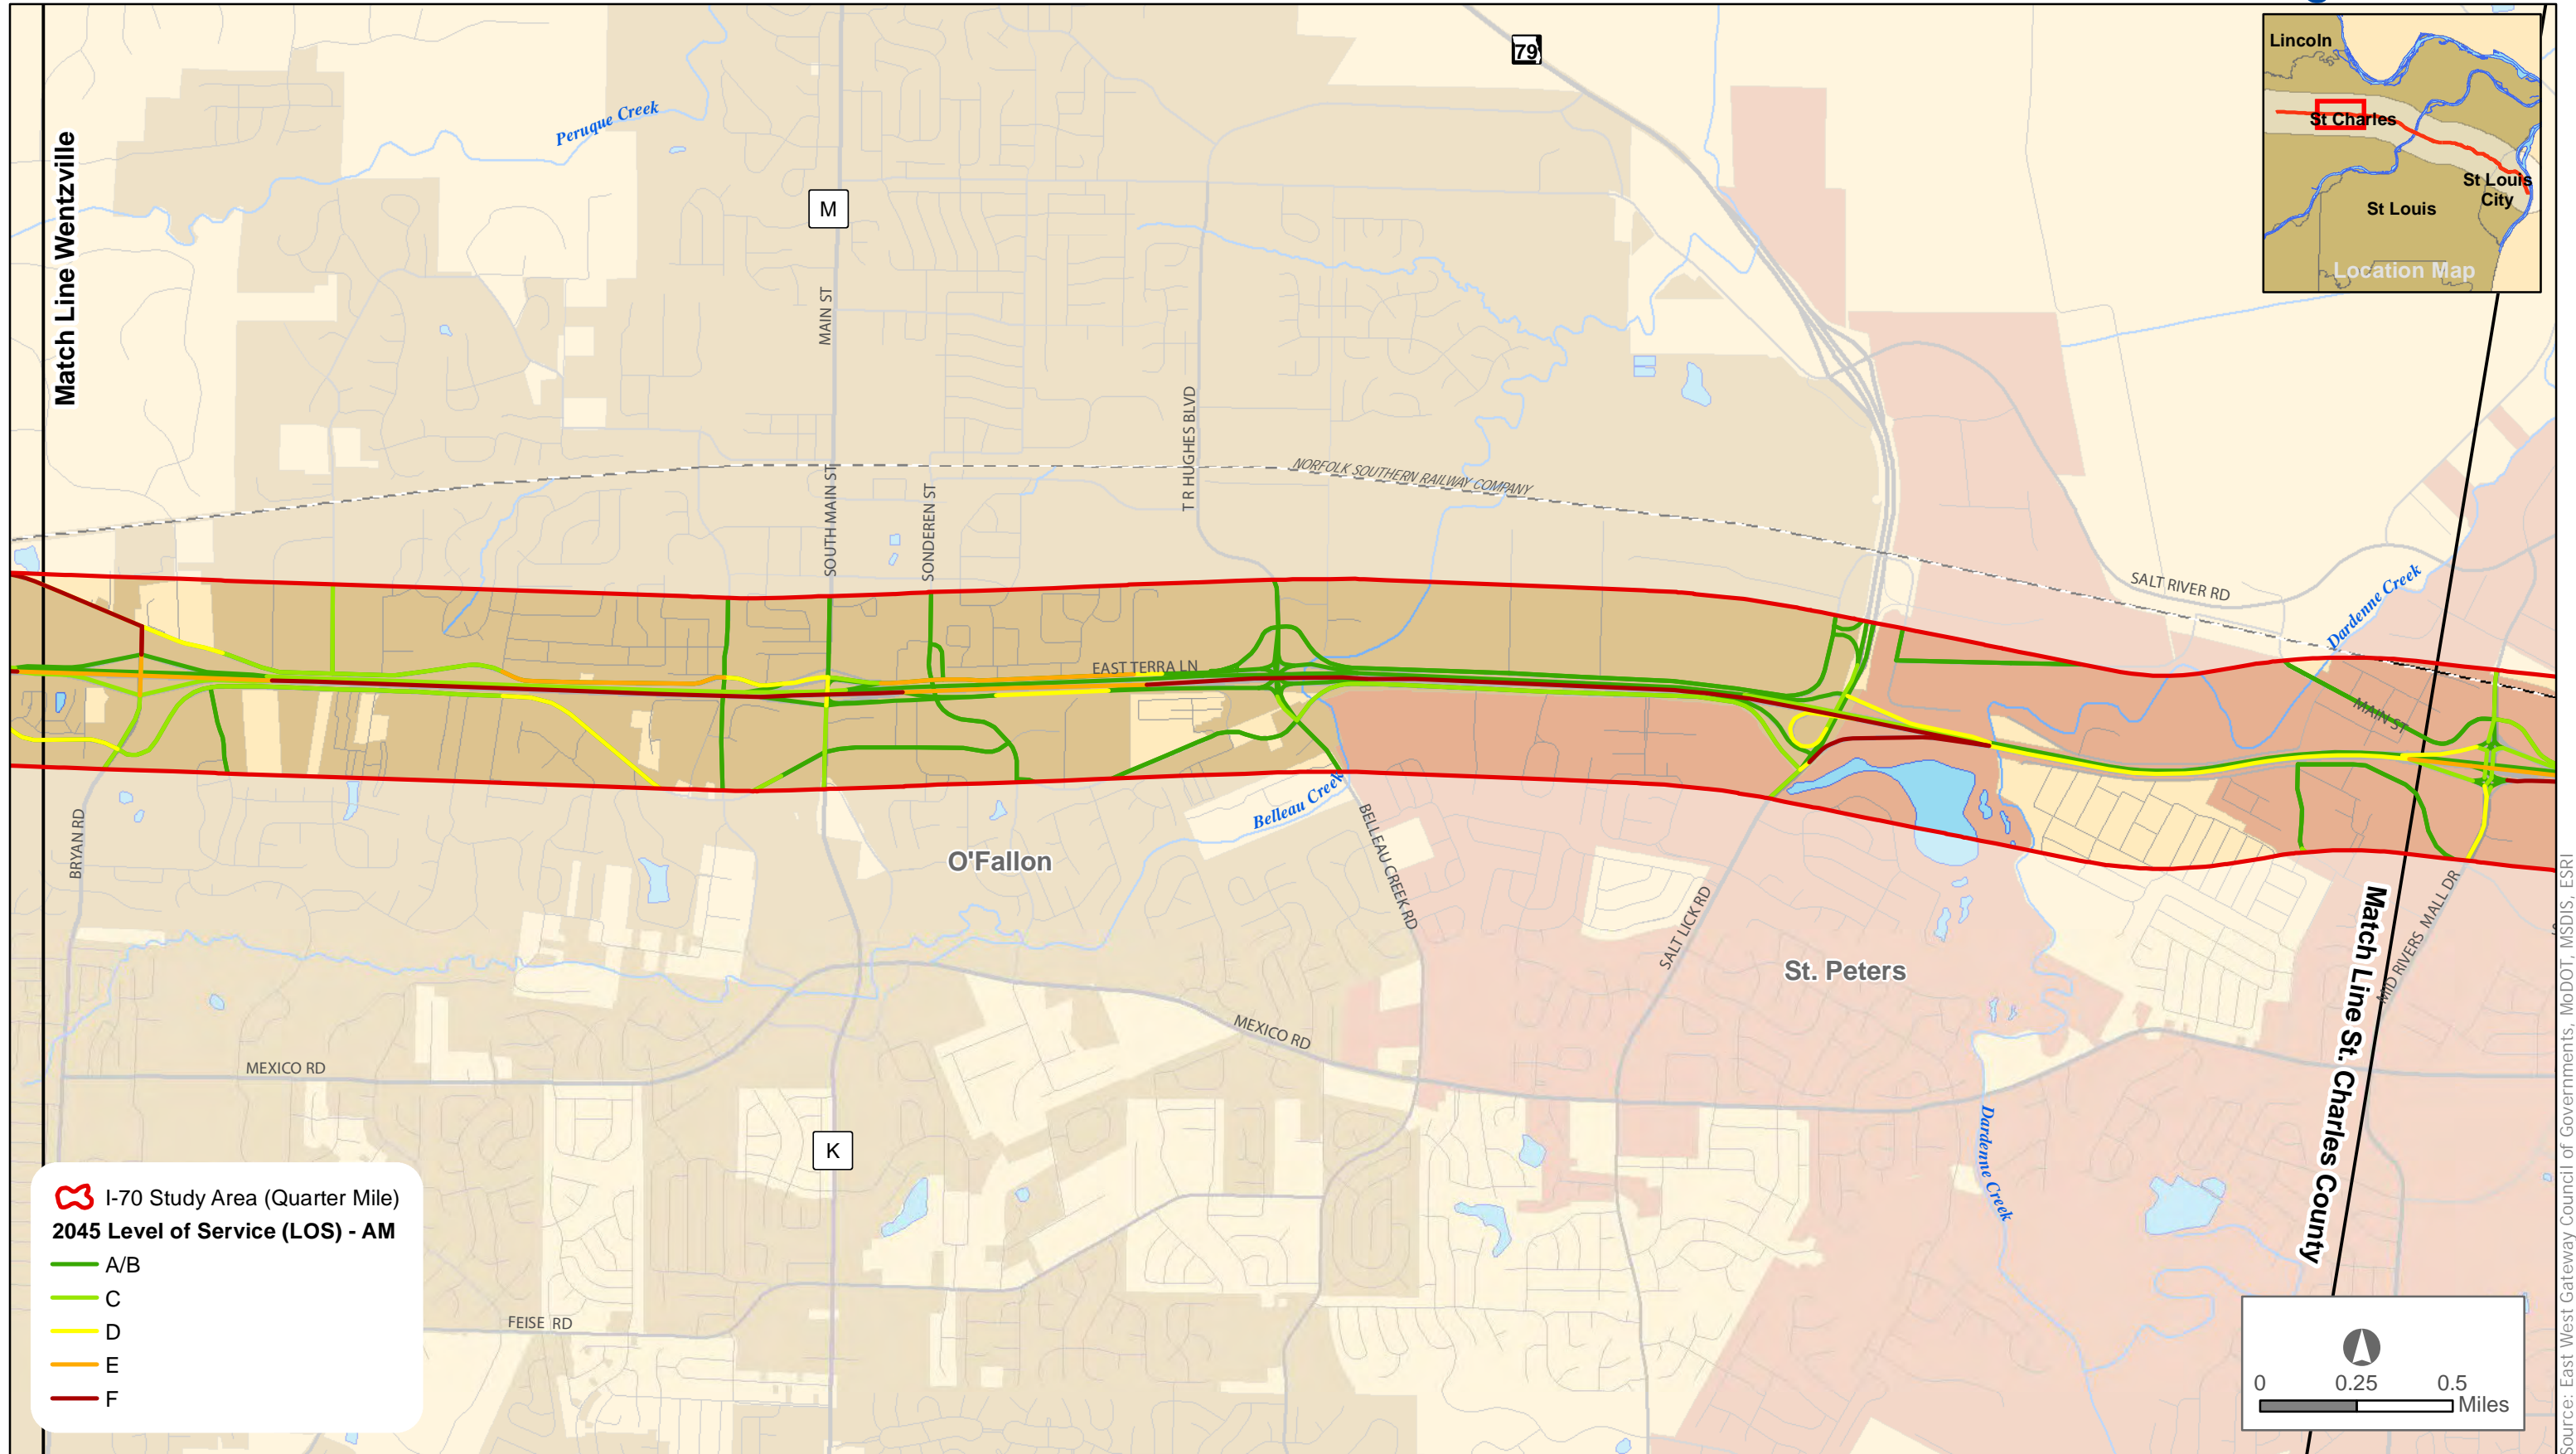 79
Lincoln
St Charles
St Louis
City
St Louis
Location Map
Match Line Wentzville
Peruque Creek
M
MAIN ST
T R HUGHES BLVD
NORFOLK SOUTHERN RAILWAY COMPANY
SOUTH MAIN ST
SONDEREN ST
SALT RIVER RD
Dardenne Creek
EAST TERRA LN
MAIN ST
Belleau Creek
BRYAN RD
O'Fallon
BELLEAU CREEK RD
SALT LICK RD
St. Peters
MID RIVERS MALL DR
Match Line St. Charles County
MEXICO RD
MEXICO RD
Dardenne Creek
K
FEISE RD
I-70 Study Area (Quarter Mile)
2045 Level of Service (LOS) - AM
A/B
C
D
E
F
0 0.25 0.5
Miles
Source: East West Gateway Council of Governments, MoDOT, MSDIS, ESRI